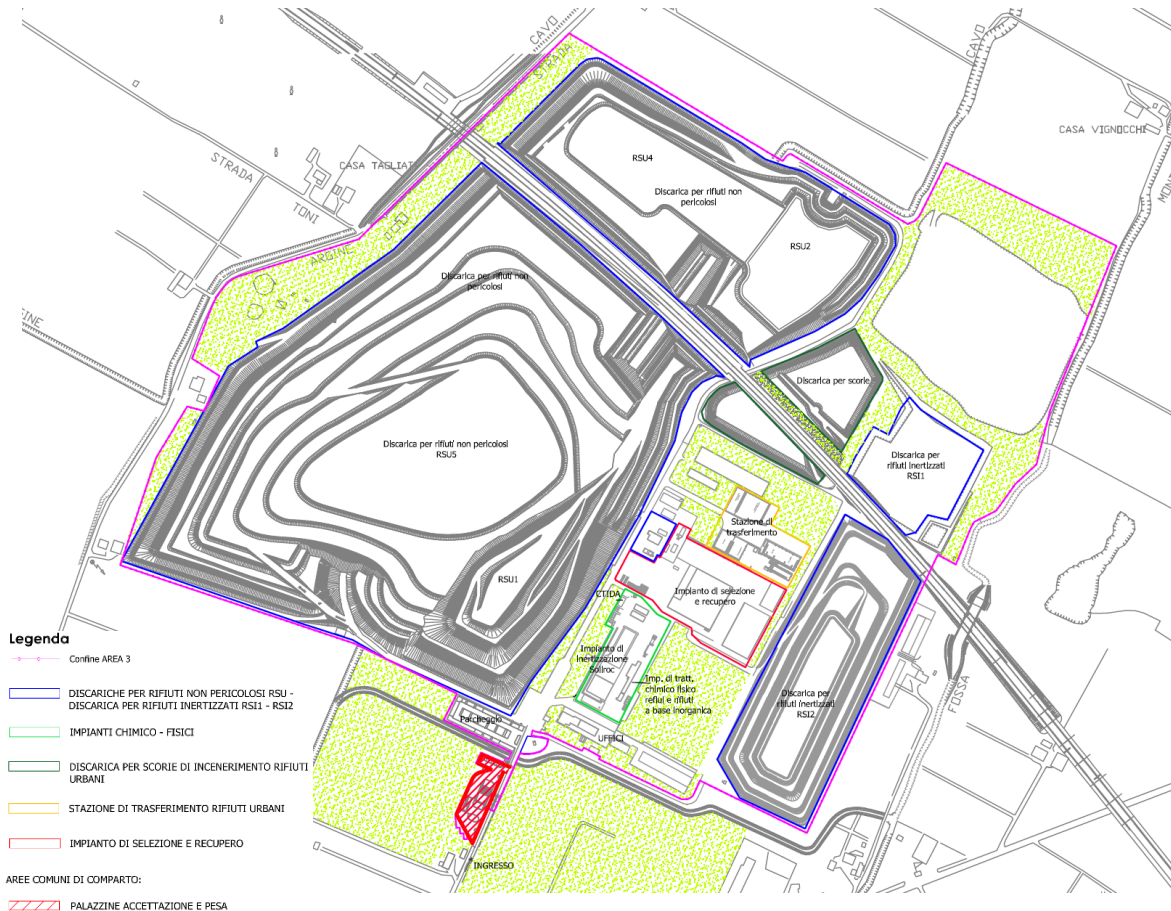 CAVO
STRADA
CAVO
MON
CASA VIGNOCCHI
STRADA
TONI
CASA TAGLIATI
ARGINE
RSU4
Discarica per rifiuti non
pericolosi
RSU2
Discarica per rifiuti non
pericolosi
Discarica per scorie
Discarica per rifiuti non pericolosi
RSU5
Discarica per
rifiuti inertizzati
RSI1
Stazione di
trasferimento
RSU1
Impianto di selezione
e recupero
CTIDA
Impianto di
inertizzazione
Soliroc
Imp. di tratt.
chimico fisico
reflui e rifiuti
a base inorganica
Discarica per
rifiuti inertizzati
RSI2
FOSSA
Parcheggio
UFFICI
INGRESSO
Legenda
Confine AREA 3
DISCARICHE PER RIFIUTI NON PERICOLOSI RSU -
DISCARICA PER RIFIUTI INERTIZZATI RSI1 - RSI2
IMPIANTI CHIMICO - FISICI
DISCARICA PER SCORIE DI INCENERIMENTO RIFIUTI
URBANI
STAZIONE DI TRASFERIMENTO RIFIUTI URBANI
IMPIANTO DI SELEZIONE E RECUPERO
AREE COMUNI DI COMPARTO:
PALAZZINE ACCETTAZIONE E PESA